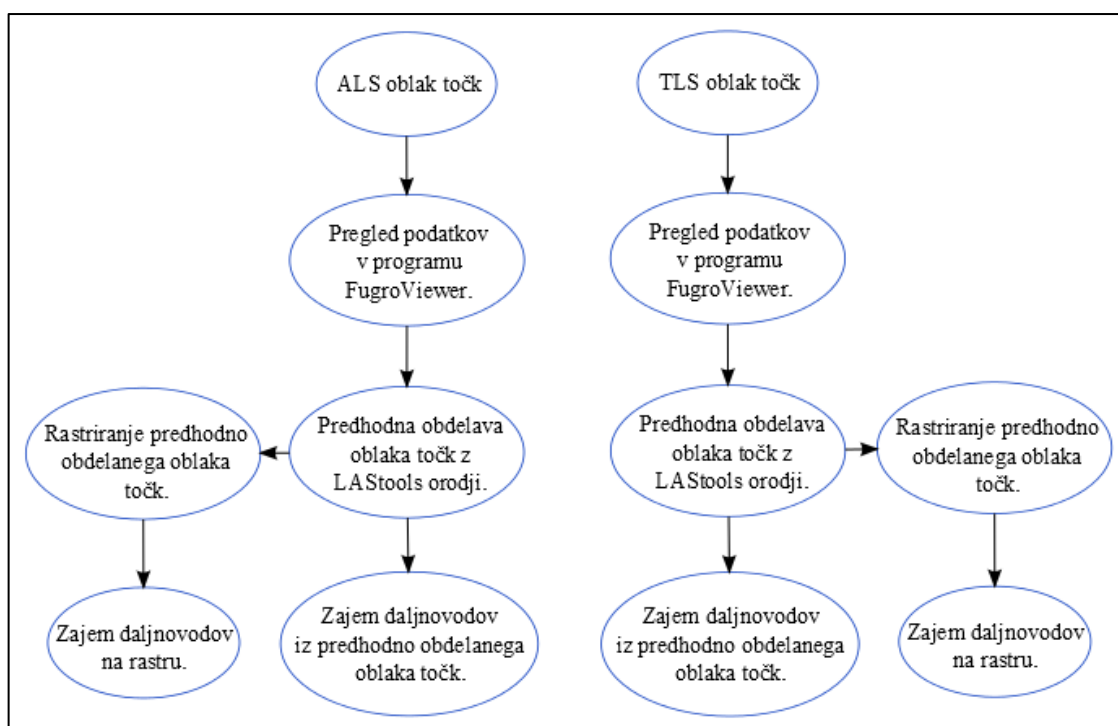 ALS oblak točk
TLS oblak točk
Pregled podatkov
v programu
FugroViewer.
Pregled podatkov
v programu
FugroViewer.
Rastriranje predhodno
obdelanega oblaka
točk.
Predhodna obdelava
oblaka točk z
LAStools orodji.
Predhodna obdelava
oblaka točk z
LAStools orodji.
Rastriranje predhodno
obdelanega oblaka
točk.
Zajem daljnovodov
na rastru.
Zajem daljnovodov
iz predhodno obdelanega
oblaka točk.
Zajem daljnovodov
iz predhodno obdelanega
oblaka točk.
Zajem daljnovodov
na rastru.